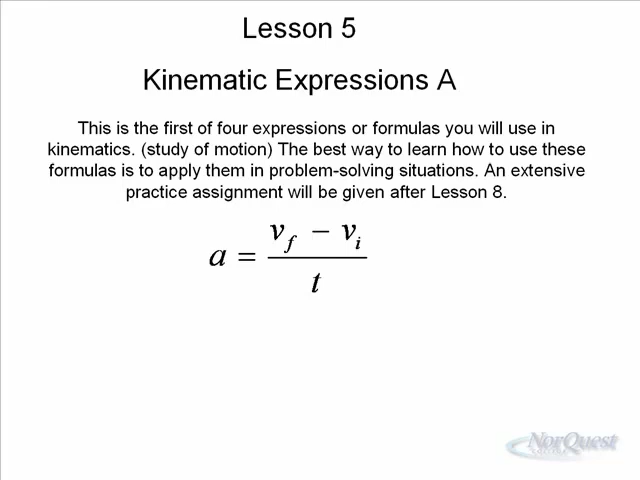 Lesson 5
Kinematic Expressions A
This is the first of four expressions or formulas you will use in
kinematics. (study of motion) The best way to learn how to use these
formulas is to apply them in problem-solving situations. An extensive
practice assignment will be given after Lesson 8.
a = (v_f − v_i) / t
NorQuest
COLLEGE